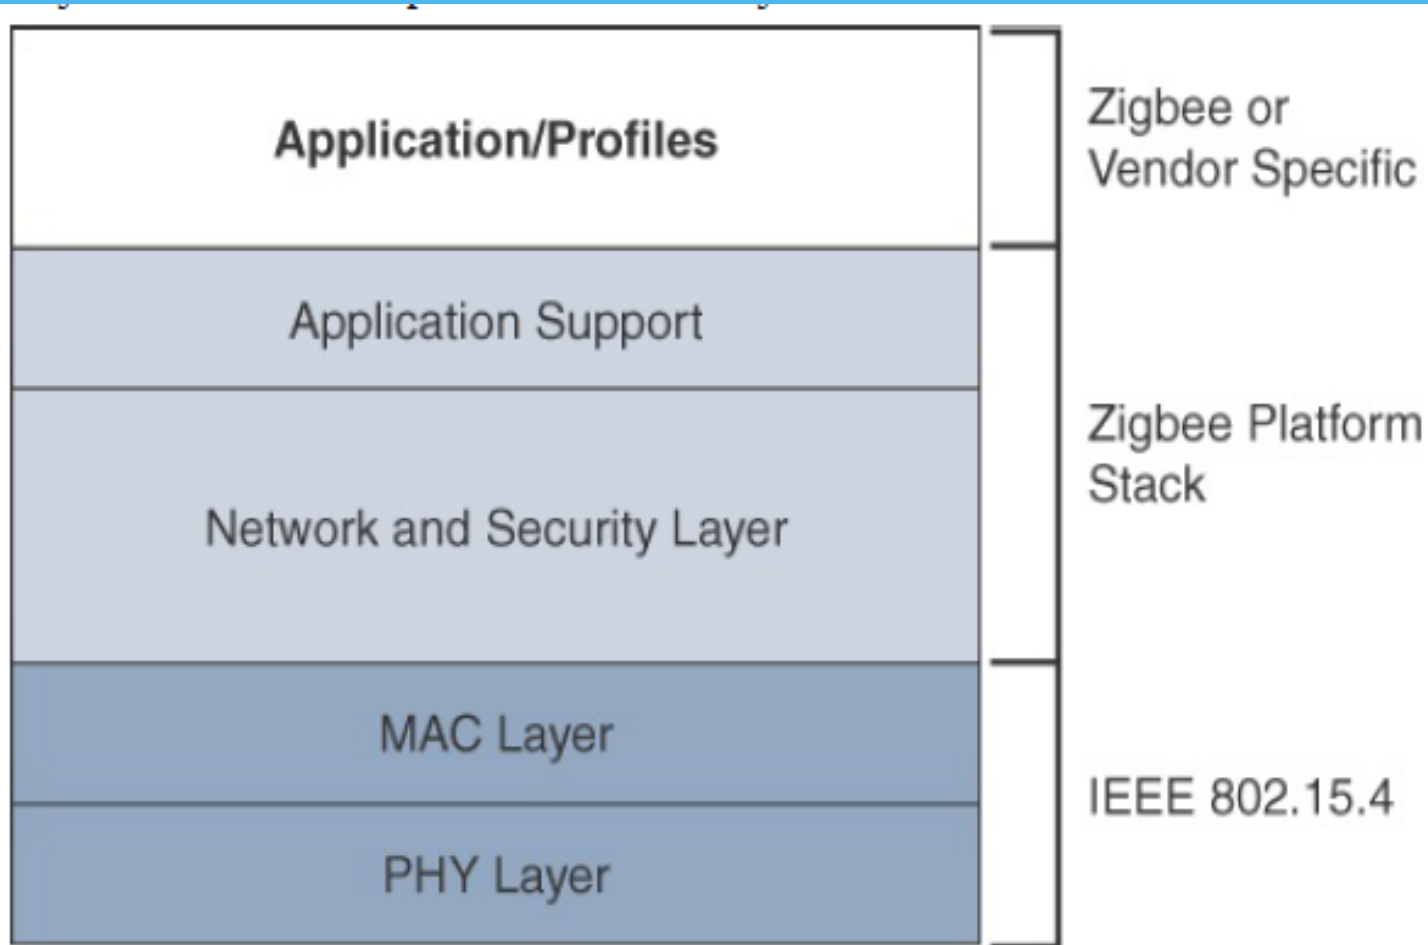 Application/Profiles
Zigbee or
Vendor Specific
Application Support
Network and Security Layer
Zigbee Platform
Stack
MAC Layer
PHY Layer
IEEE 802.15.4